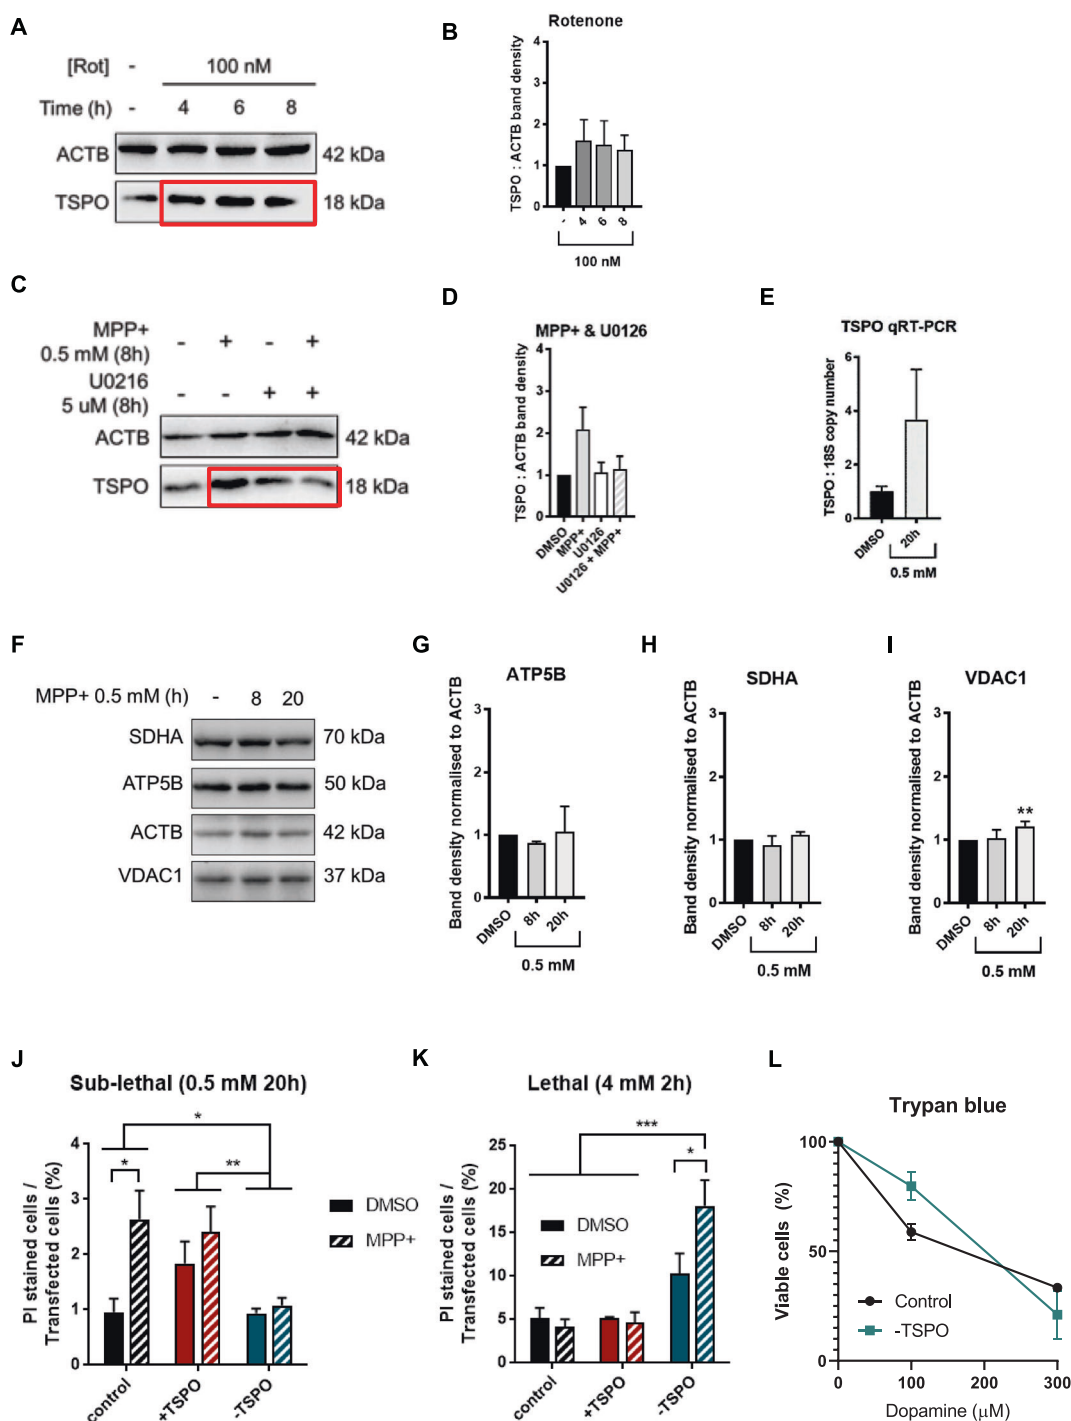 A
[Rot] - 100 nM
Time (h) - 4 6 8
ACTB 42 kDa
TSPO 18 kDa
B
Rotenone
TSPO : ACTB band density
4
3
2
1
0
- 4 6 8
100 nM
C
MPP+
0.5 mM (8h)
- + - +
U0216
5 uM (8h)
- - + +
ACTB 42 kDa
TSPO 18 kDa
D
MPP+ & U0126
TSPO : ACTB band density
4
3
2
1
0
DMSO MPP+ U0126 U0126 + MPP+
E
TSPO qRT-PCR
TSPO : 18S copy number
6
4
2
0
DMSO 20h
0.5 mM
F
MPP+ 0.5 mM (h) - 8 20
SDHA 70 kDa
ATP5B 50 kDa
ACTB 42 kDa
VDAC1 37 kDa
G
ATP5B
Band density normalised to ACTB
3
2
1
0
DMSO 8h 20h
0.5 mM
H
SDHA
Band density normalised to ACTB
3
2
1
0
DMSO 8h 20h
0.5 mM
I
VDAC1
Band density normalised to ACTB
3
2
1
0
**
DMSO 8h 20h
0.5 mM
J
Sub-lethal (0.5 mM 20h)
PI stained cells /
Transfected cells (%)
4
3
2
1
0
*
*
**
control +TSPO -TSPO
DMSO
MPP+
K
Lethal (4 mM 2h)
PI stained cells /
Transfected cells (%)
25
20
15
10
5
0
***
*
DMSO
MPP+
control +TSPO -TSPO
L
Trypan blue
Viable cells (%)
100
50
0
Control
-TSPO
0 100 200 300
Dopamine (μM)